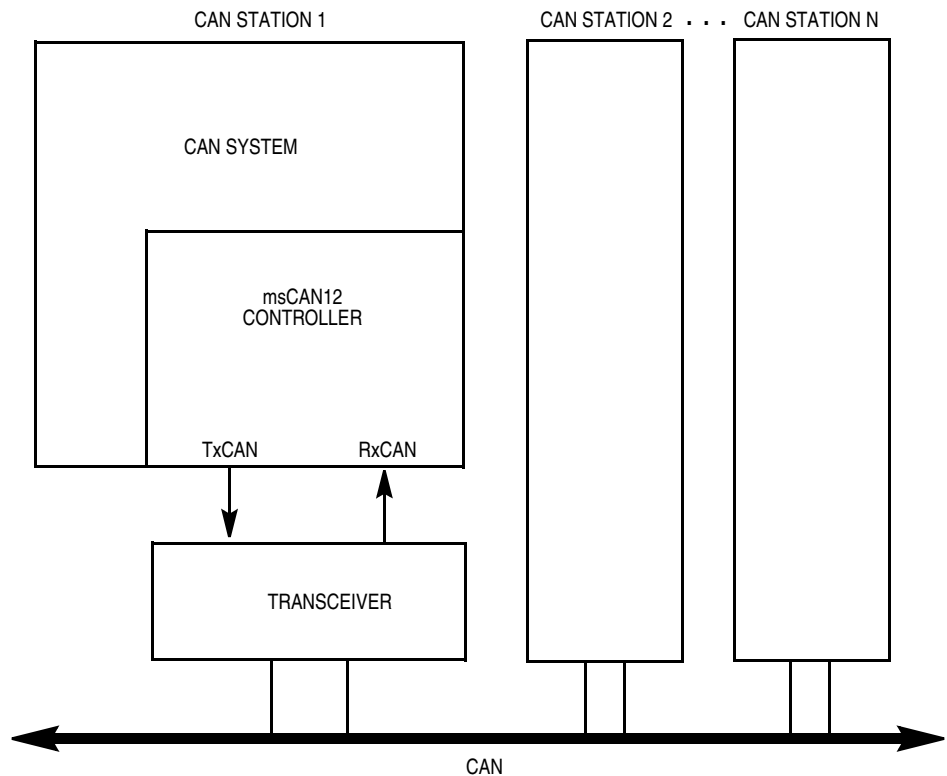 CAN STATION 1
CAN STATION 2 . . . CAN STATION N
CAN SYSTEM
msCAN12
CONTROLLER
TxCAN
RxCAN
TRANSCEIVER
CAN